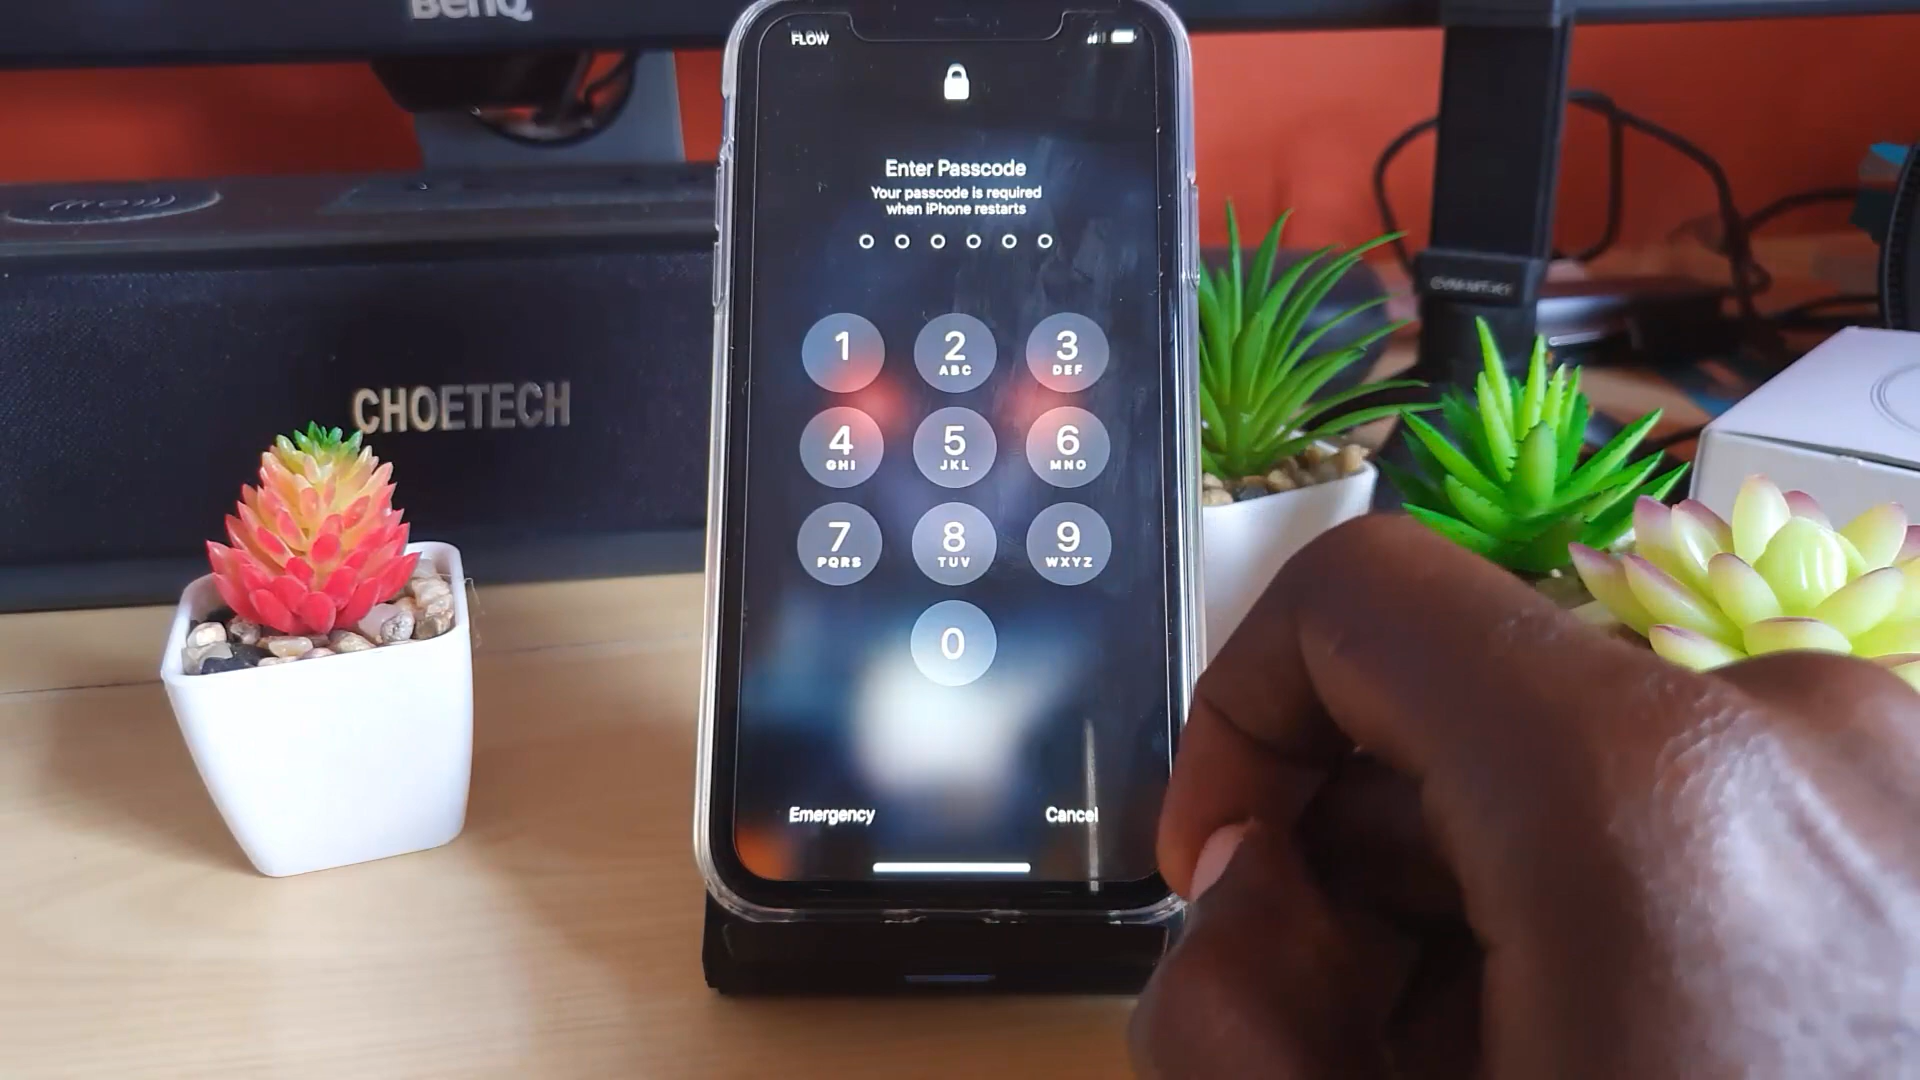 BenQ
FLOW
Enter Passcode
Your passcode is required
when iPhone restarts
1
2
ABC
3
DEF
4
GHI
5
JKL
6
MNO
7
PQRS
8
TUV
9
WXYZ
0
Emergency
Cancel
CHOETECH